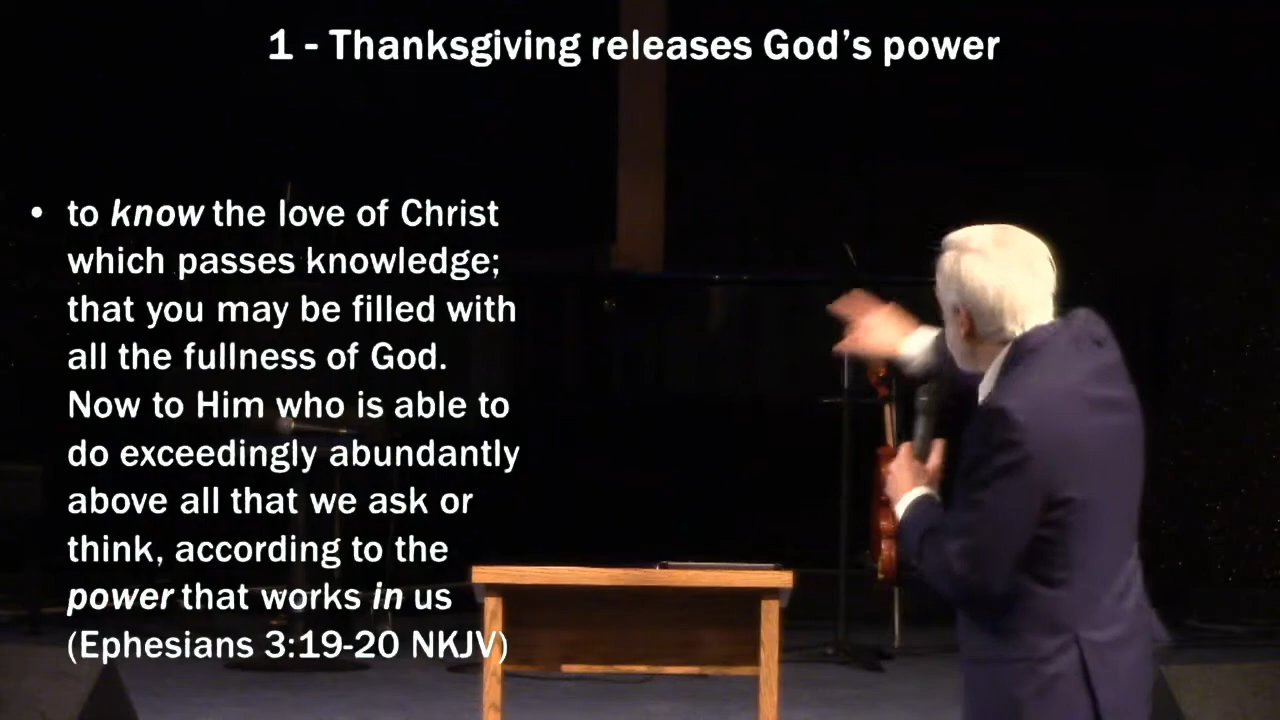 1 - Thanksgiving releases God’s power
• to know the love of Christ
which passes knowledge;
that you may be filled with
all the fullness of God.
Now to Him who is able to
do exceedingly abundantly
above all that we ask or
think, according to the
power that works in us
(Ephesians 3:19-20 NKJV)